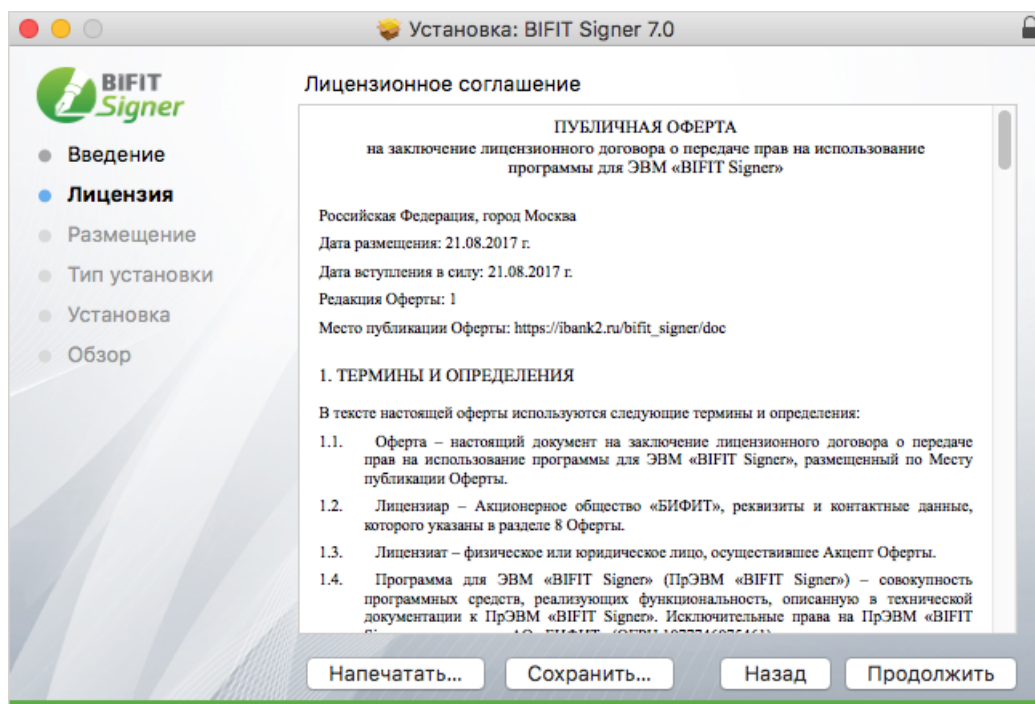 Установка: BIFIT Signer 7.0
BIFIT
Signer
Введение
Лицензия
Размещение
Тип установки
Установка
Обзор
Лицензионное соглашение
ПУБЛИЧНАЯ ОФЕРТА
на заключение лицензионного договора о передаче прав на использование
программы для ЭВМ «BIFIT Signer»
Российская Федерация, город Москва
Дата размещения: 21.08.2017 г.
Дата вступления в силу: 21.08.2017 г.
Редакция Оферты: 1
Место публикации Оферты: https://ibank2.ru/bifit_signer/doc
1. ТЕРМИНЫ И ОПРЕДЕЛЕНИЯ
В тексте настоящей оферты используются следующие термины и определения:
1.1. Оферта – настоящий документ на заключение лицензионного договора о передаче
прав на использование программы для ЭВМ «BIFIT Signer», размещенный по Месту
публикации Оферты.
1.2. Лицензиар – Акционерное общество «БИФИТ», реквизиты и контактные данные,
которого указаны в разделе 8 Оферты.
1.3. Лицензиат – физическое или юридическое лицо, осуществившее Акцепт Оферты.
1.4. Программа для ЭВМ «BIFIT Signer» (ПрЭВМ «BIFIT Signer») – совокупность
программных средств, реализующих функциональность, описанную в технической
документации к ПрЭВМ «BIFIT Signer». Исключительные права на ПрЭВМ «BIFIT
Напечатать...
Сохранить...
Назад
Продолжить